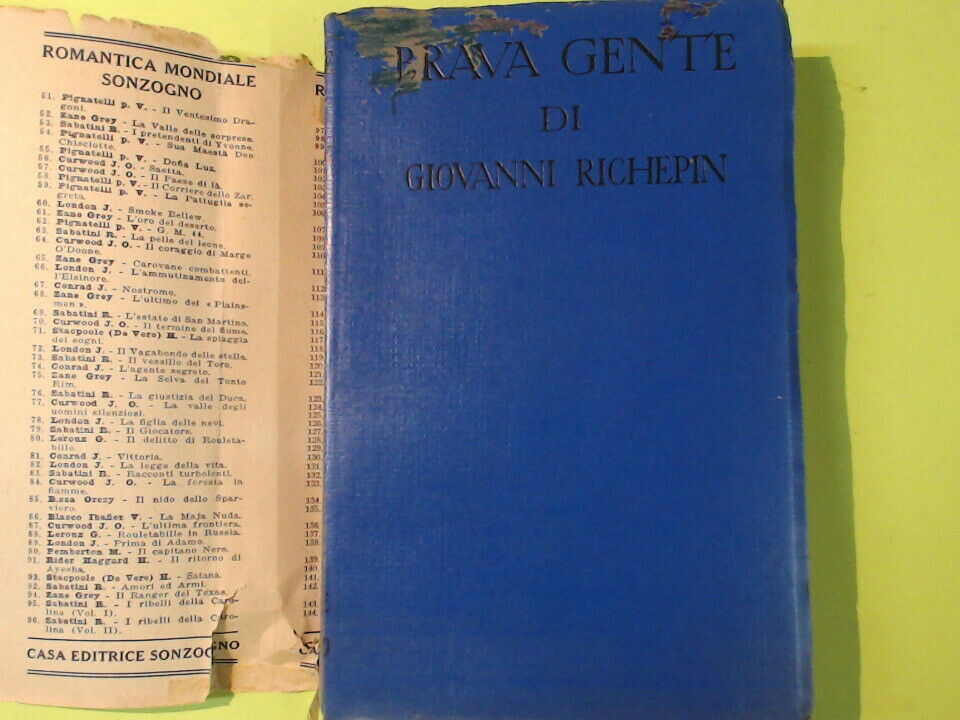 ROMANTICA MONDIALE
SONZOGNO
51. Pignatelli p. V. - Il Ventesimo Dra-
goni.
52. Zane Grey - La Valle delle sorprese.
53. Sabatini R. - I pretendenti di Yvonne.
54. Pignatelli p. V. - Sua Maestà Don
Chisciotte.
55. Pignatelli p. V. - Doña Luz.
56. Curwood J. O. - Saetta.
57. Curwood J. O. - Il Paese di là.
58. Pignatelli p. V. - Il Corriere dello Zar.
59. Pignatelli p. V. - La Pattuglia se-
greta.
60. London J. - Smoke Bellew.
61. Zane Grey - L'oro del deserto.
62. Pignatelli p. V. - G. M. 44.
63. Sabatini R. - La pelle del leone.
64. Curwood J. O. - Il coraggio di Marge
O'Doone.
65. Zane Grey - Carovane combattenti.
66. London J. - L'ammutinamento del-
l'Elsinore.
67. Conrad J. - Nostromo.
68. Zane Grey - L'ultimo dei « Plains-
men ».
69. Sabatini R. - L'estate di San Martino.
70. Curwood J. O. - Il termine del fiume.
71. Stacpoole (De Vere) H. - La spiaggia
dei sogni.
72. London J. - Il Vagabondo delle stelle.
73. Sabatini R. - Il vessillo del Toro.
74. Conrad J. - L'agente segreto.
75. Zane Grey - La Selva del Tonto
Rim.
76. Sabatini R. - La giustizia del Duca.
77. Curwood J. O. - La valle degli
uomini silenziosi.
78. London J. - La figlia delle nevi.
79. Sabatini R. - Il Giocatore.
80. Leroux G. - Il delitto di Rouleta-
bille.
81. Conrad J. - Vittoria.
82. London J. - La legge della vita.
83. Sabatini R. - Racconti turbolenti.
84. Curwood J. O. - La foresta in
fiamme.
85. B.ssa Orczy - Il nido dello Spar-
viero.
86. Blasco Ibañez V. - La Maja Nuda.
87. Curwood J. O. - L'ultima frontiera.
88. Leroux G. - Rouletabille in Russia.
89. London J. - Prima di Adamo.
90. Pemberton M. - Il capitano Nero.
91. Rider Haggard H. - Il ritorno di
Ayesha.
93. Stacpoole (De Vere) H. - Satana.
92. Sabatini R. - Amori ed Armi.
94. Zane Grey - Il Ranger del Texas.
95. Sabatini R. - I ribelli della Caro-
lina (Vol. I).
96. Sabatini R. - I ribelli della Caro-
lina (Vol. II).
CASA EDITRICE SONZOGNO
BRAVA GENTE
DI
GIOVANNI RICHEPIN